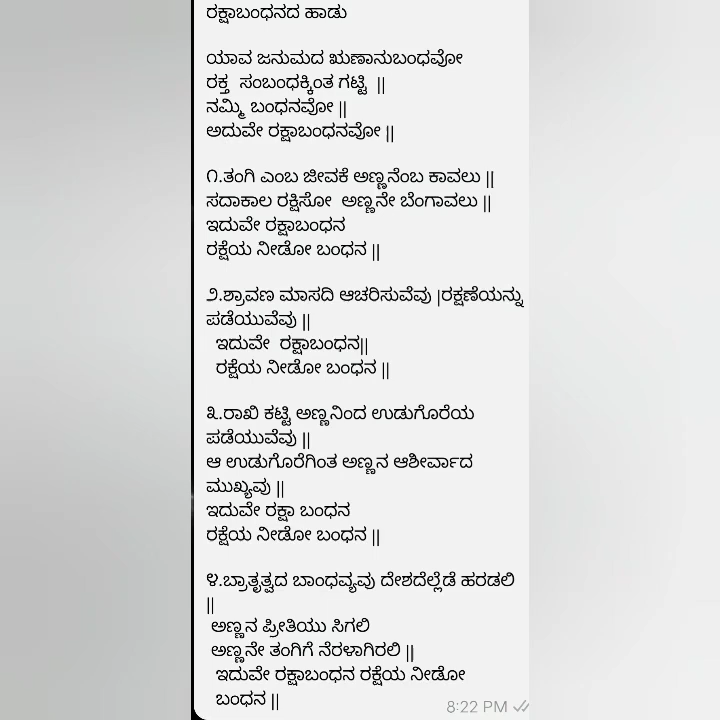 ರಕ್ಷಾಬಂಧನದ ಹಾಡು
ಯಾವ ಜನುಮದ ಋಣಾನುಬಂಧವೋ
ರಕ್ತ ಸಂಬಂಧಕ್ಕಿಂತ ಗಟ್ಟಿ ||
ನಮ್ಮಿ ಬಂಧನವೋ ||
ಅದುವೇ ರಕ್ಷಾಬಂಧನವೋ ||
೧.ತಂಗಿ ಎಂಬ ಜೀವಕೆ ಅಣ್ಣನೆಂಬ ಕಾವಲು ||
ಸದಾಕಾಲ ರಕ್ಷಿಸೋ ಅಣ್ಣನೇ ಬೆಂಗಾವಲು ||
ಇದುವೇ ರಕ್ಷಾಬಂಧನ
ರಕ್ಷೆಯ ನೀಡೋ ಬಂಧನ ||
೨.ಶ್ರಾವಣ ಮಾಸದಿ ಆಚರಿಸುವೆವು |ರಕ್ಷಣೆಯನ್ನು
ಪಡೆಯುವೆವು ||
ಇದುವೇ ರಕ್ಷಾಬಂಧನ||
ರಕ್ಷೆಯ ನೀಡೋ ಬಂಧನ ||
೩.ರಾಖಿ ಕಟ್ಟಿ ಅಣ್ಣನಿಂದ ಉಡುಗೊರೆಯ
ಪಡೆಯುವೆವು ||
ಆ ಉಡುಗೊರೆಗಿಂತ ಅಣ್ಣನ ಆಶೀರ್ವಾದ
ಮುಖ್ಯವು ||
ಇದುವೇ ರಕ್ಷಾ ಬಂಧನ
ರಕ್ಷೆಯ ನೀಡೋ ಬಂಧನ ||
೪.ಬ್ರಾತೃತ್ವದ ಬಾಂಧವ್ಯವು ದೇಶದೆಲ್ಲೆಡೆ ಹರಡಲಿ
||
ಅಣ್ಣನ ಪ್ರೀತಿಯು ಸಿಗಲಿ
ಅಣ್ಣನೇ ತಂಗಿಗೆ ನೆರಳಾಗಿರಲಿ ||
ಇದುವೇ ರಕ್ಷಾಬಂಧನ ರಕ್ಷೆಯ ನೀಡೋ
ಬಂಧನ ||
8:22 PM